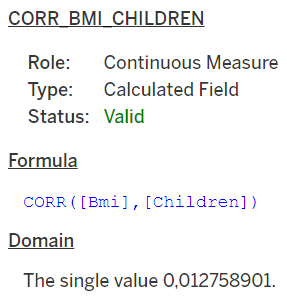 CORR_BMI_CHILDREN
Role: Continuous Measure
Type: Calculated Field
Status: Valid
Formula
CORR([Bmi],[Children])
Domain
The single value 0,012758901.